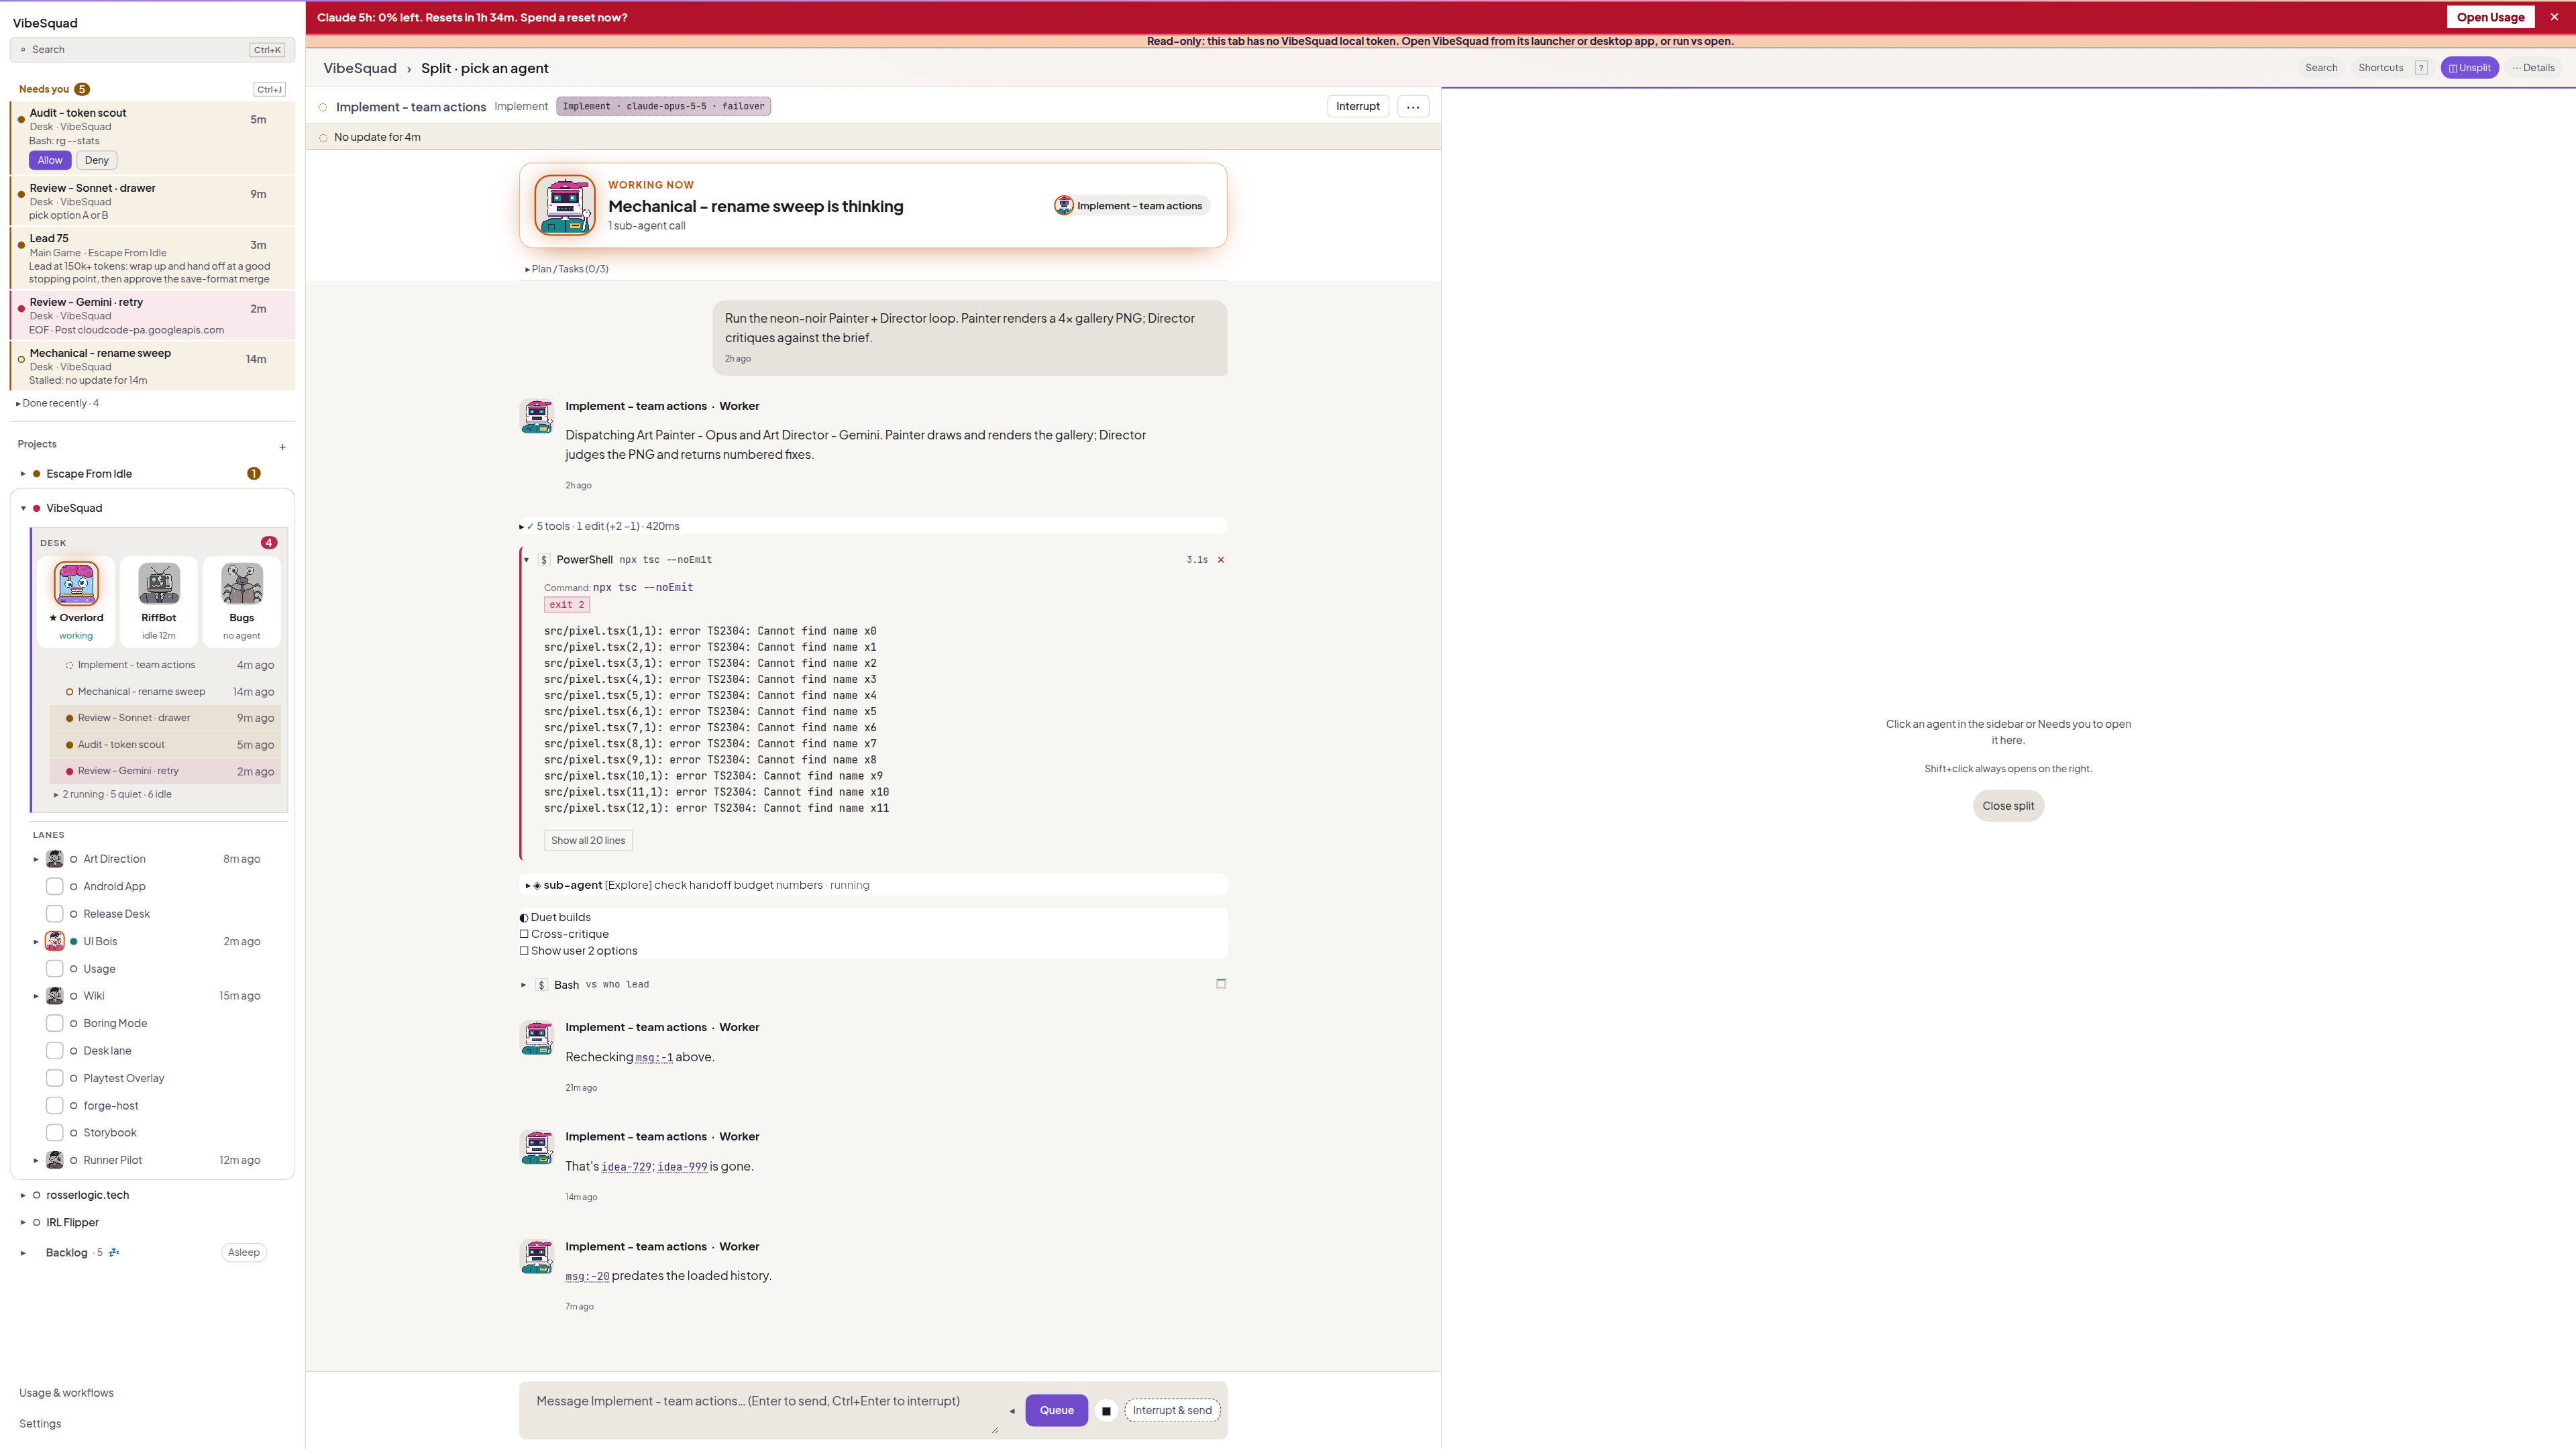 VibeSquad
Search Ctrl+K
Needs you 5 Ctrl+J
Audit – token scout 5m
Desk · VibeSquad
Bash: rg --stats
Allow Deny
Review – Sonnet · drawer 9m
Desk · VibeSquad
pick option A or B
Lead 75 3m
Main Game · Escape From Idle
Lead at 150k+ tokens: wrap up and hand off at a good
stopping point, then approve the save-format merge
Review – Gemini · retry 2m
Desk · VibeSquad
EOF · Post cloudcode-pa.googleapis.com
Mechanical – rename sweep 14m
Desk · VibeSquad
Stalled: no update for 14m
▸ Done recently · 4
Projects +
Escape From Idle 1
VibeSquad
DESK 4
★ Overlord RiffBot Bugs
working idle 12m no agent
Implement - team actions 4m ago
Mechanical - rename sweep 14m ago
Review - Sonnet · drawer 9m ago
Audit - token scout 5m ago
Review - Gemini · retry 2m ago
▸ 2 running · 5 quiet · 6 idle
LANES
Art Direction 8m ago
Android App
Release Desk
UI Bois 2m ago
Usage
Wiki 15m ago
Boring Mode
Desk lane
Playtest Overlay
forge-host
Storybook
Runner Pilot 12m ago
rosserlogic.tech
IRL Flipper
Backlog · 5 💤 Asleep
Usage & workflows
Settings
Claude 5h: 0% left. Resets in 1h 34m. Spend a reset now? Open Usage ✕
Read-only: this tab has no VibeSquad local token. Open VibeSquad from its launcher or desktop app, or run vs open.
VibeSquad › Split · pick an agent Search Shortcuts ? Unsplit ··· Details
Implement – team actions Implement Implement · claude-opus-5-5 · failover Interrupt ...
No update for 4m
WORKING NOW
Mechanical – rename sweep is thinking
1 sub-agent call
Implement – team actions
▸ Plan / Tasks (0/3)
Run the neon-noir Painter + Director loop. Painter renders a 4× gallery PNG; Director
critiques against the brief.
2h ago
Implement – team actions · Worker
Dispatching Art Painter - Opus and Art Director - Gemini. Painter draws and renders the gallery; Director
judges the PNG and returns numbered fixes.
2h ago
▸ ✓ 5 tools · 1 edit (+2 −1) · 420ms
▾ $ PowerShell npx tsc --noEmit 3.1s ✕
Command: npx tsc --noEmit
exit 2
src/pixel.tsx(1,1): error TS2304: Cannot find name x0
src/pixel.tsx(2,1): error TS2304: Cannot find name x1
src/pixel.tsx(3,1): error TS2304: Cannot find name x2
src/pixel.tsx(4,1): error TS2304: Cannot find name x3
src/pixel.tsx(5,1): error TS2304: Cannot find name x4
src/pixel.tsx(6,1): error TS2304: Cannot find name x5
src/pixel.tsx(7,1): error TS2304: Cannot find name x6
src/pixel.tsx(8,1): error TS2304: Cannot find name x7
src/pixel.tsx(9,1): error TS2304: Cannot find name x8
src/pixel.tsx(10,1): error TS2304: Cannot find name x9
src/pixel.tsx(11,1): error TS2304: Cannot find name x10
src/pixel.tsx(12,1): error TS2304: Cannot find name x11
Show all 20 lines
▸ ◈ sub-agent [Explore] check handoff budget numbers · running
◐ Duet builds
☐ Cross-critique
☐ Show user 2 options
▸ $ Bash vs who lead
Implement – team actions · Worker
Rechecking msg:-1 above.
21m ago
Implement – team actions · Worker
That's idea-729; idea-999 is gone.
14m ago
Implement – team actions · Worker
msg:-20 predates the loaded history.
7m ago
Message Implement - team actions… (Enter to send, Ctrl+Enter to interrupt) ◂ Queue ■ Interrupt & send
Click an agent in the sidebar or Needs you to open
it here.
Shift+click always opens on the right.
Close split